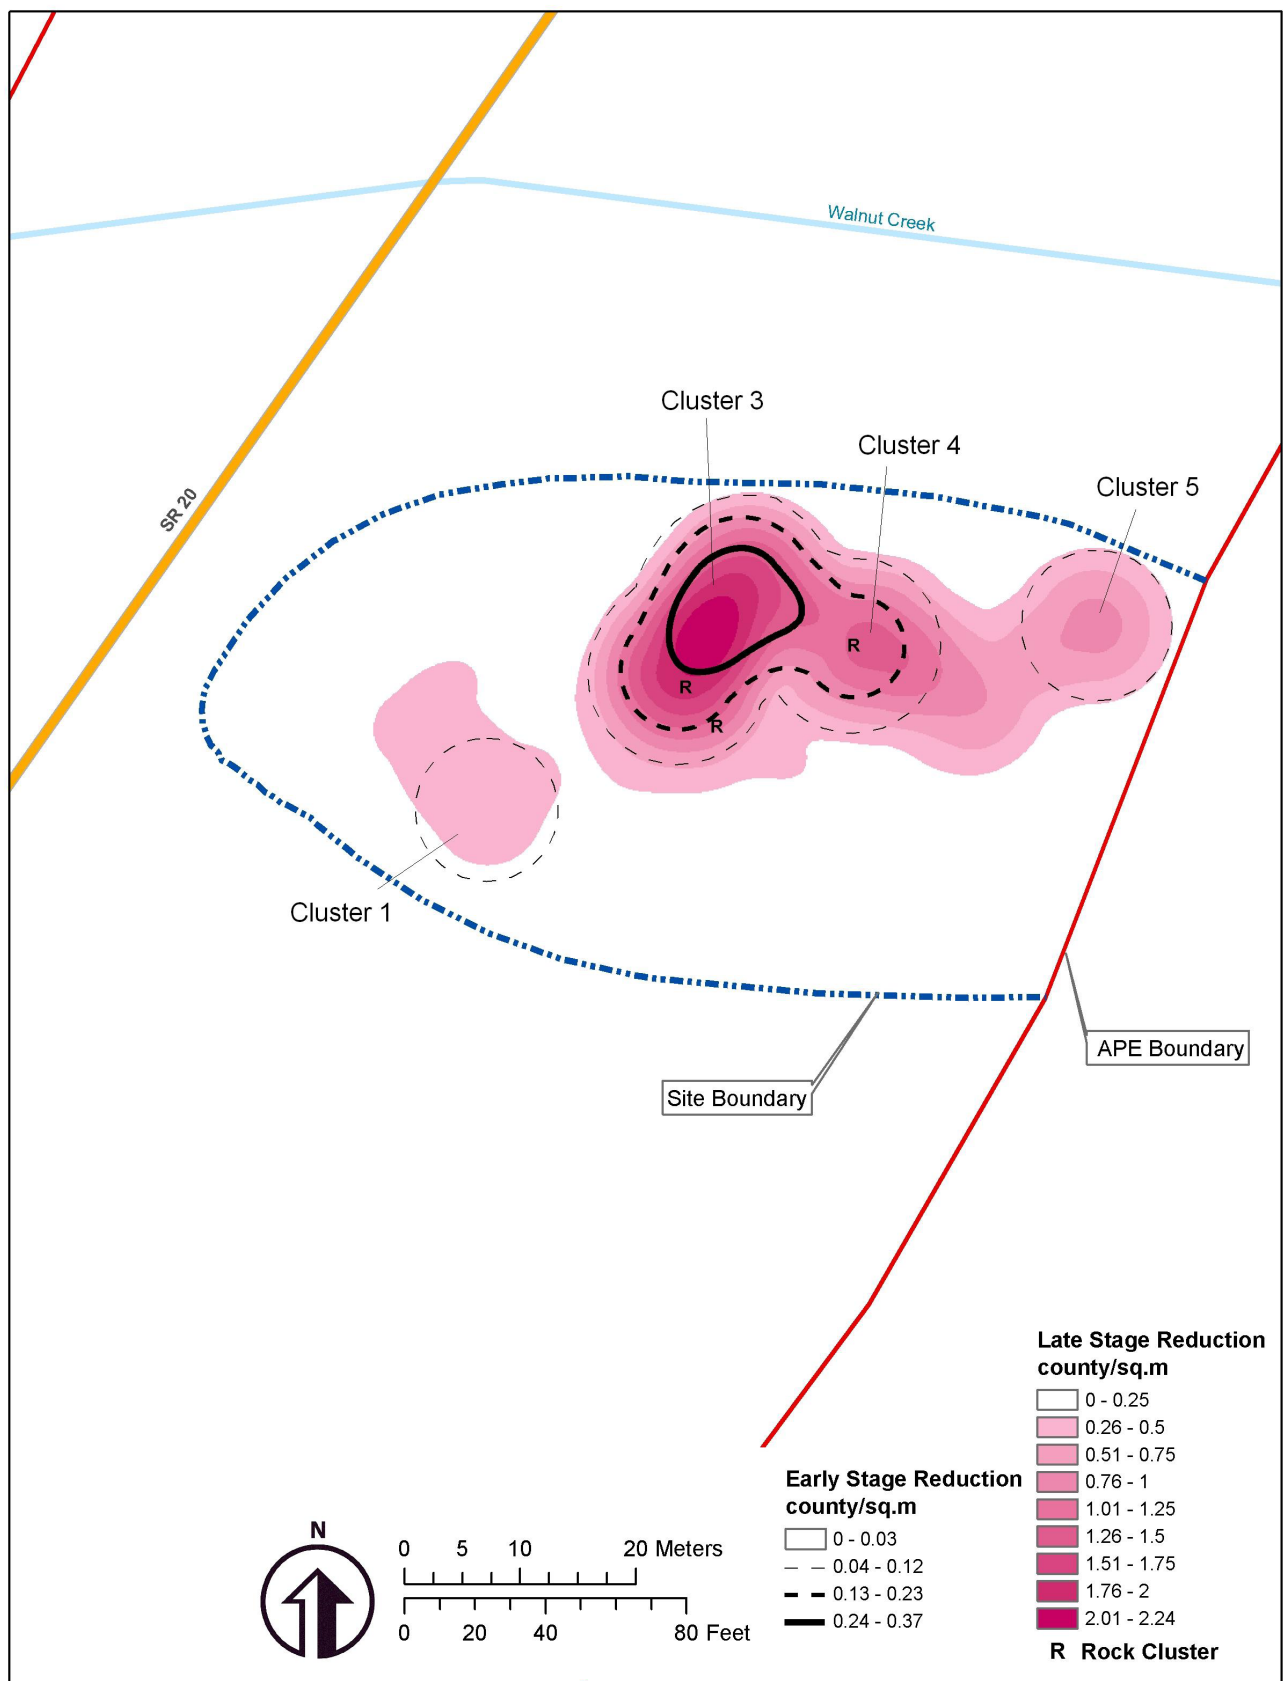 Walnut Creek
Cluster 3
Cluster 4
Cluster 5
SR 20
Cluster 1
APE Boundary
Site Boundary
Late Stage Reduction
county/sq.m
0 - 0.25
0.26 - 0.5
0.51 - 0.75
0.76 - 1
1.01 - 1.25
1.26 - 1.5
1.51 - 1.75
1.76 - 2
2.01 - 2.24
R Rock Cluster
Early Stage Reduction
county/sq.m
0 - 0.03
0.04 - 0.12
0.13 - 0.23
0.24 - 0.37
N
0 5 10 20 Meters
0 20 40 80 Feet
R
R
R